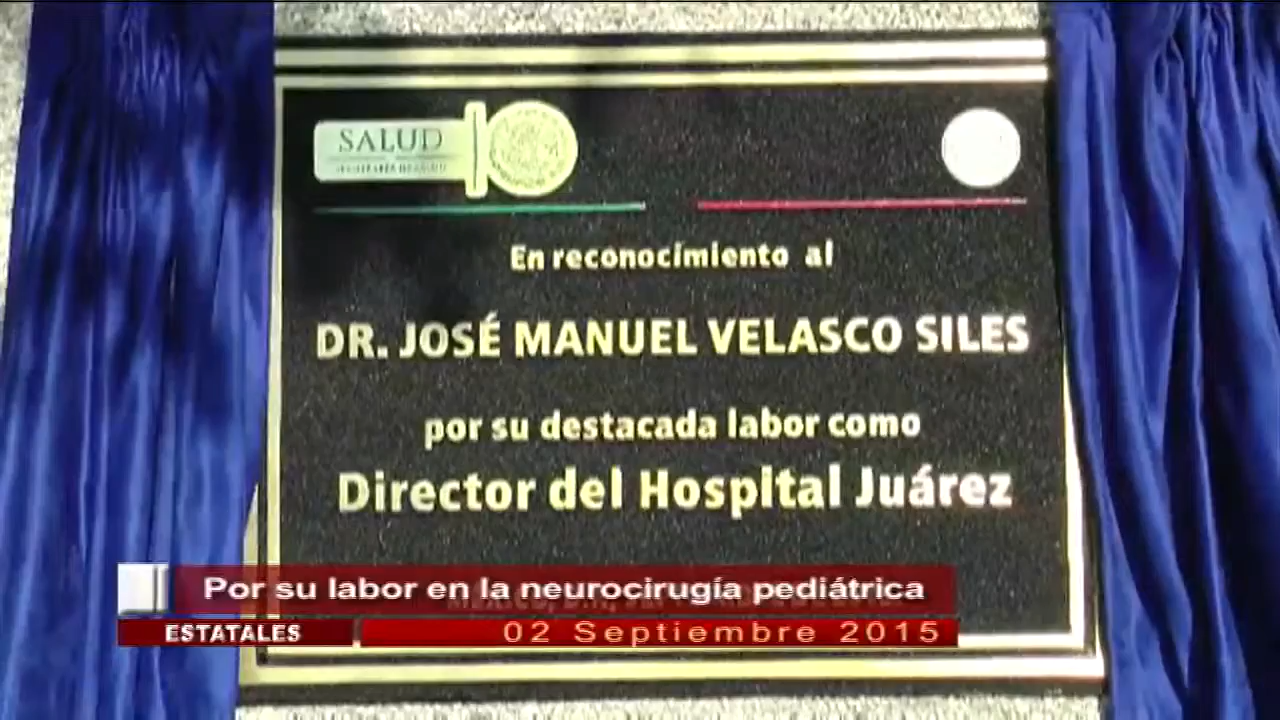 SALUD
En reconocimiento al
DR. JOSÉ MANUEL VELASCO SILES
por su destacada labor como
Director del Hospital Juárez
Por su labor en la neurocirugía pediátrica
ESTATALES
02 Septiembre 2015